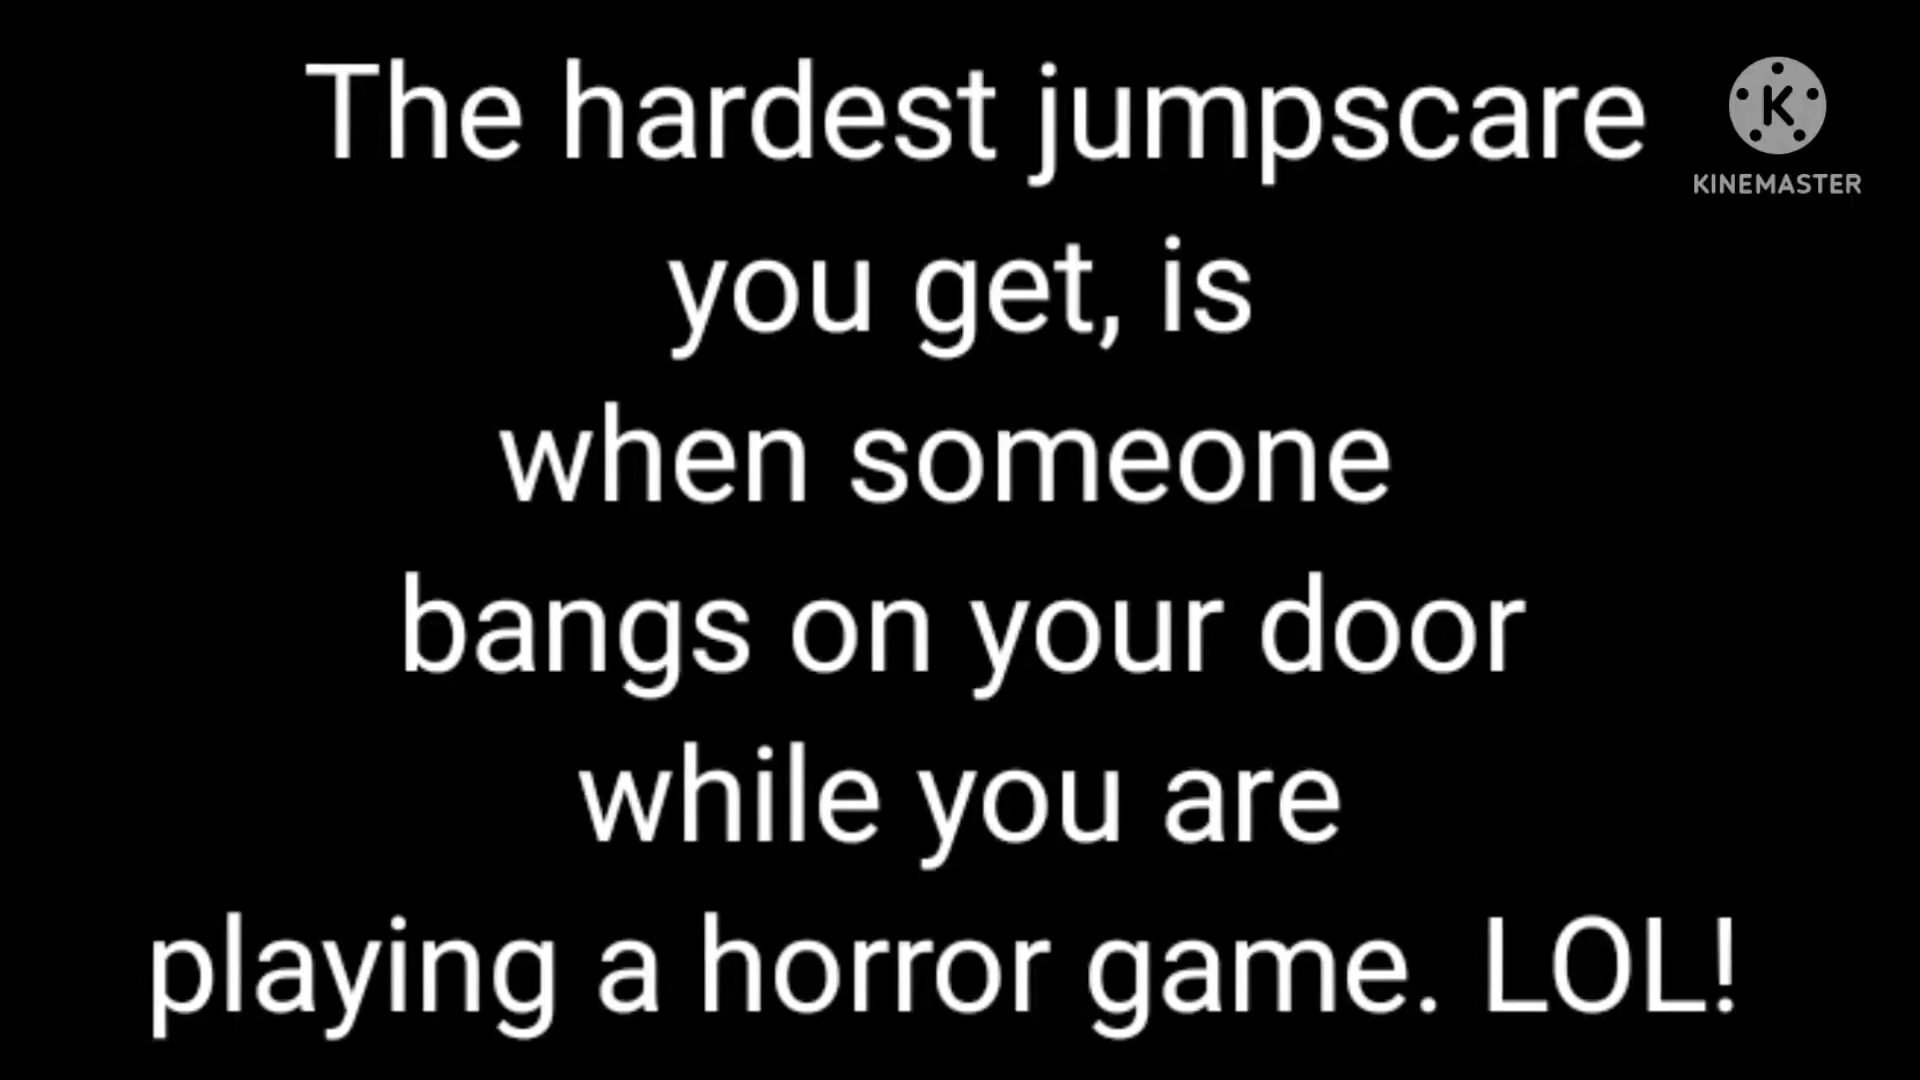 The hardest jumpscare
K
KINEMASTER
you get, is
when someone
bangs on your door
while you are
playing a horror game. LOL!